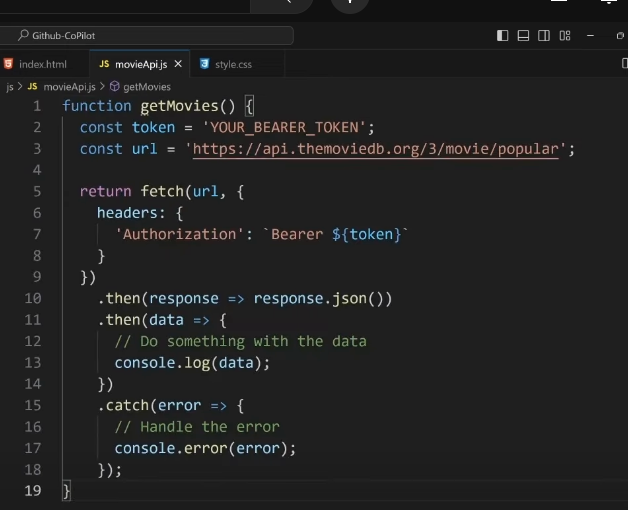 Github-CoPilot
index.html JS movieApi.js × style.css
js > JS movieApi.js > getMovies
1 function getMovies() {
2 const token = 'YOUR_BEARER_TOKEN';
3 const url = 'https://api.themoviedb.org/3/movie/popular';
4
5 return fetch(url, {
6 headers: {
7 'Authorization': `Bearer ${token}`
8 }
9 })
10 .then(response => response.json())
11 .then(data => {
12 // Do something with the data
13 console.log(data);
14 })
15 .catch(error => {
16 // Handle the error
17 console.error(error);
18 });
19 }